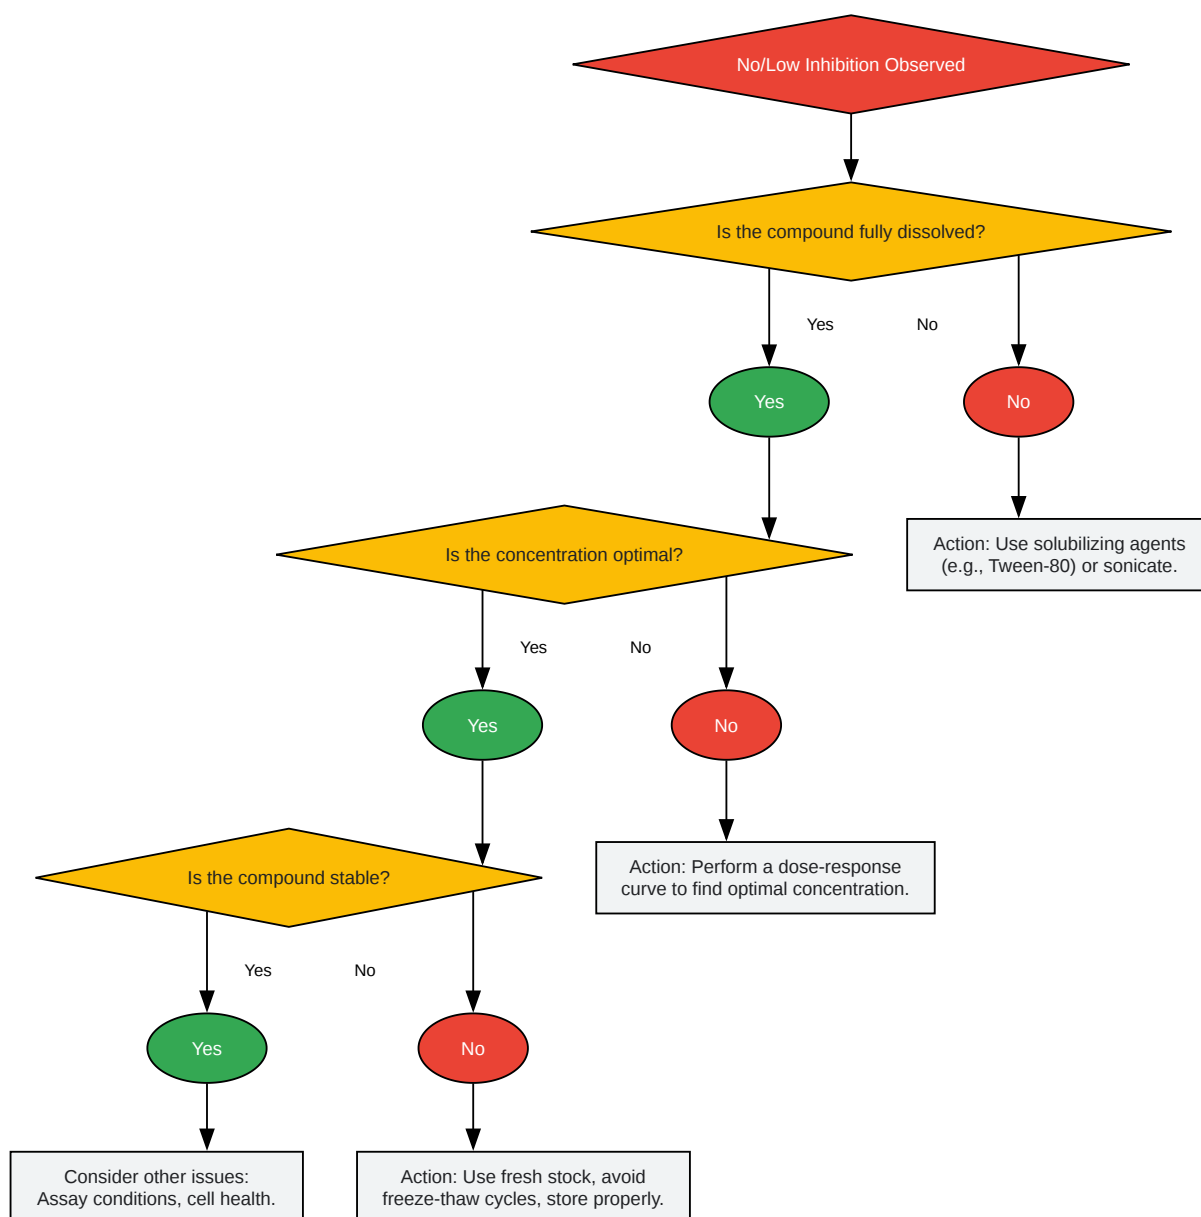 No/Low Inhibition Observed
Is the compound fully dissolved?
Yes
No
Yes
No
Action: Use solubilizing agents
(e.g., Tween-80) or sonicate.
Is the concentration optimal?
Yes
No
Yes
No
Action: Perform a dose-response
curve to find optimal concentration.
Is the compound stable?
Yes
No
Yes
No
Consider other issues:
Assay conditions, cell health.
Action: Use fresh stock, avoid
freeze-thaw cycles, store properly.